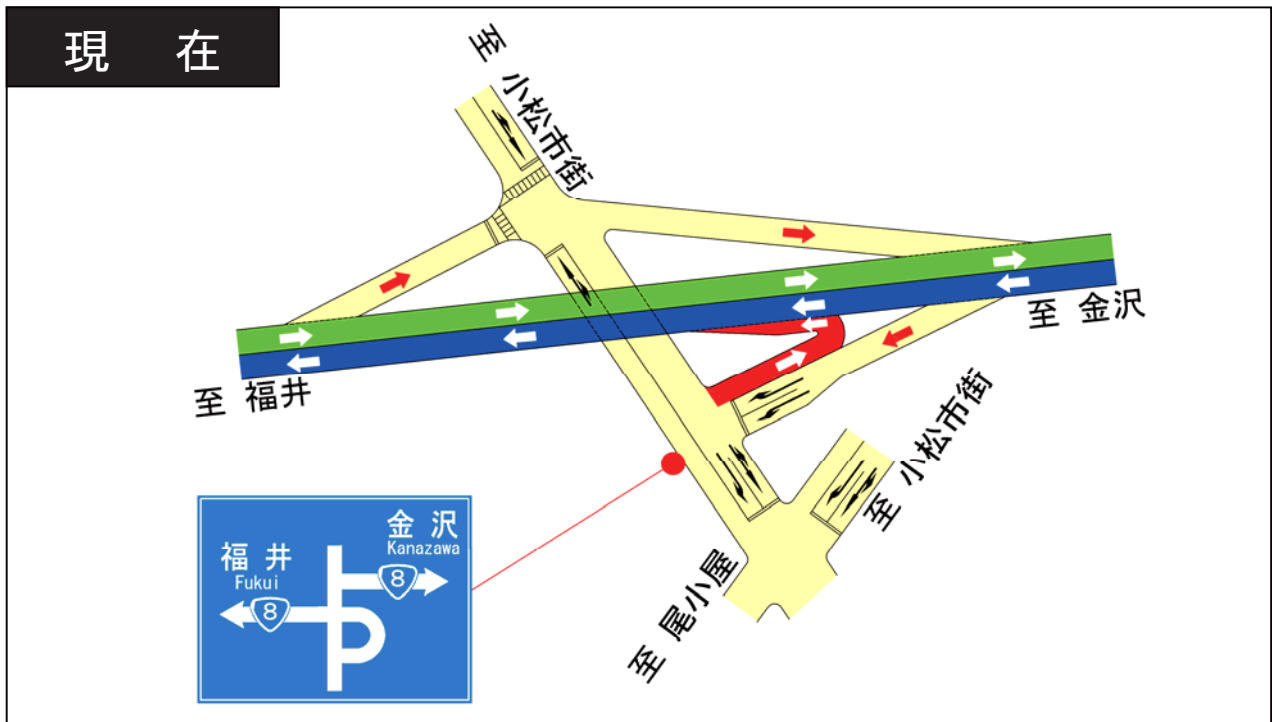 現 在
至 小松市街
至 金沢
至 福井
至 小松市街
至 尾小屋
金 沢
Kanazawa
8
福 井
Fukui
8